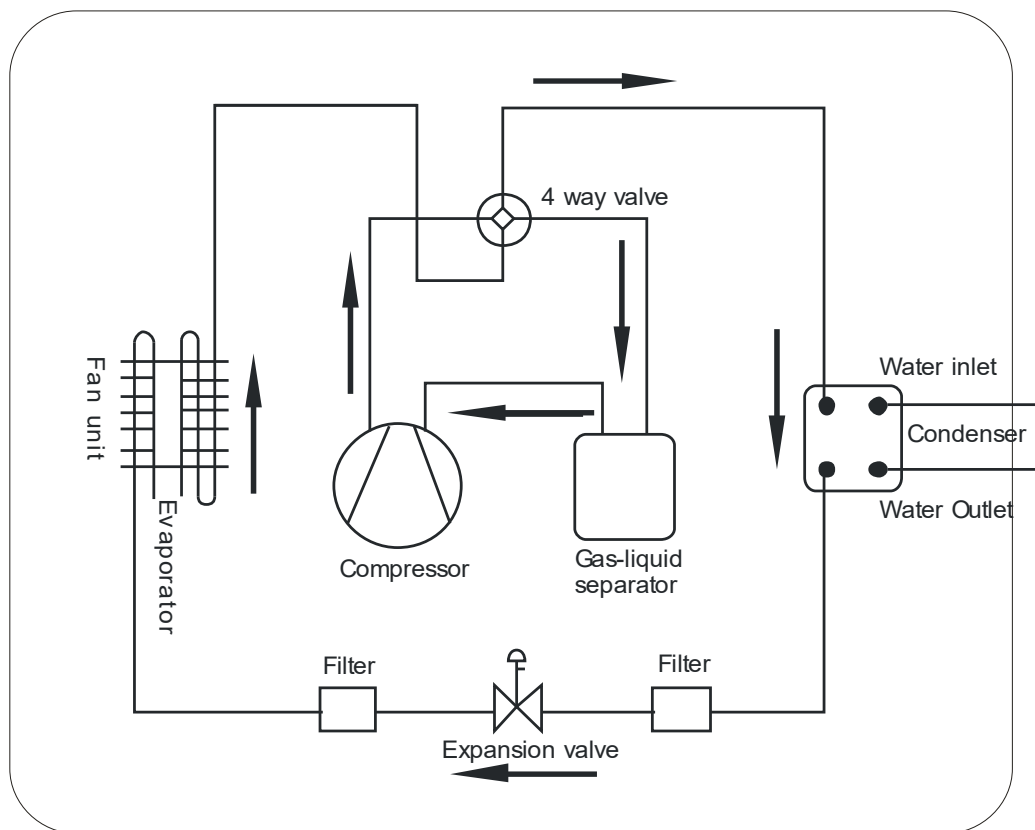 4 way valve
Fan unit
Water inlet
Condenser
Water Outlet
Evaporator
Compressor
Gas-liquid
separator
Filter
Filter
Expansion valve